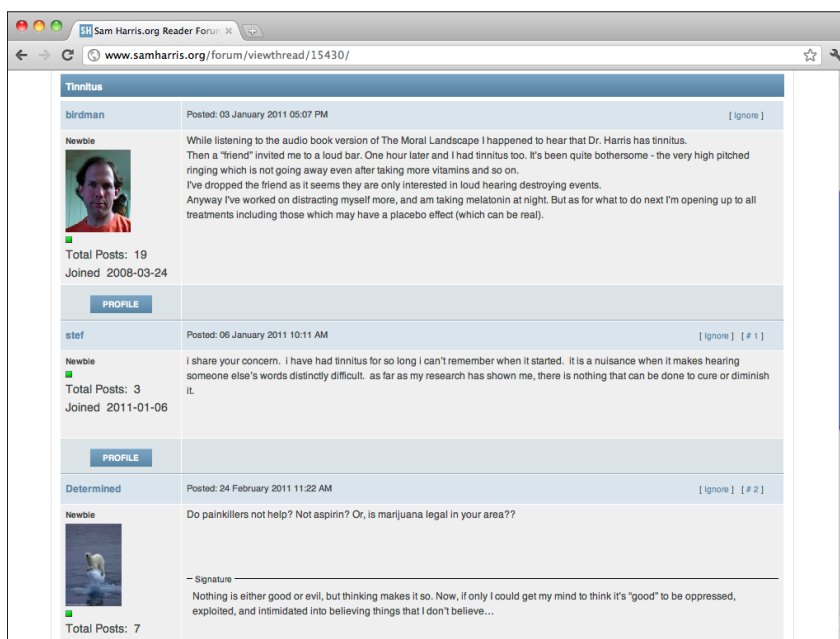 Sam Harris.org Reader Forum
www.samharris.org/forum/viewthread/15430/
Tinnitus
birdman
Posted: 03 January 2011 05:07 PM
[ Ignore ]
Newbie
While listening to the audio book version of The Moral Landscape I happened to hear that Dr. Harris has tinnitus.
Then a "friend" invited me to a loud bar. One hour later and I had tinnitus too. It's been quite bothersome - the very high pitched
ringing which is not going away even after taking more vitamins and so on.
I've dropped the friend as it seems they are only interested in loud hearing destroying events.
Anyway I've worked on distracting myself more, and am taking melatonin at night. But as for what to do next I'm opening up to all
treatments including those which may have a placebo effect (which can be real).
Total Posts: 19
Joined 2008-03-24
PROFILE
stef
Posted: 06 January 2011 10:11 AM
[ Ignore ] [ # 1 ]
Newbie
i share your concern. i have had tinnitus for so long i can't remember when it started. it is a nuisance when it makes hearing
someone else's words distinctly difficult. as far as my research has shown me, there is nothing that can be done to cure or diminish
it.
Total Posts: 3
Joined 2011-01-06
PROFILE
Determined
Posted: 24 February 2011 11:22 AM
[ Ignore ] [ # 2 ]
Newbie
Do painkillers not help? Not aspirin? Or, is marijuana legal in your area??
Signature
Nothing is either good or evil, but thinking makes it so. Now, if only I could get my mind to think it's "good" to be oppressed,
exploited, and intimidated into believing things that I don't believe…
Total Posts: 7